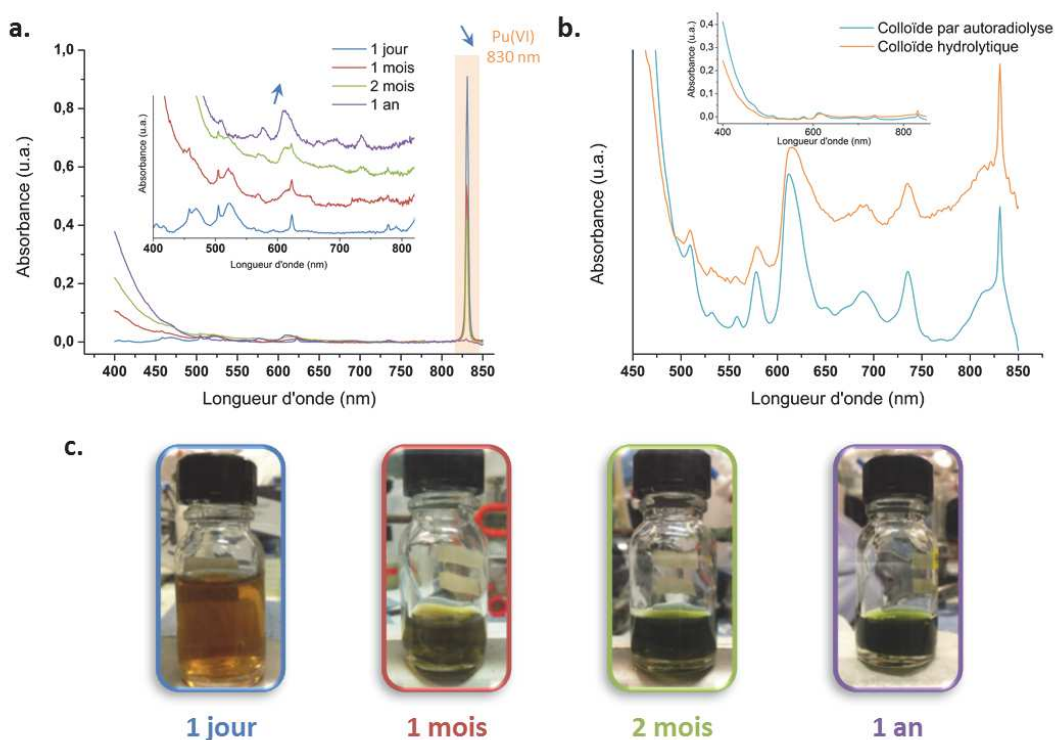 a.
Absorbance (u.a.)
1,0
0,8
0,6
0,4
0,2
0,0
400 450 500 550 600 650 700 750 800 850
Longueur d'onde (nm)
1 jour
1 mois
2 mois
1 an
Pu(VI)
830 nm
Absorbance (u.a.)
400 500 600 700 800
Longueur d'onde (nm)
b.
Absorbance (u.a.)
450 500 550 600 650 700 750 800 850
Longueur d'onde (nm)
Absorbance (u.a.)
0,4
0,3
0,2
0,1
0,0
400 600 800
Longueur d'onde (nm)
Colloïde par autoradiolyse
Colloïde hydrolytique
c.
1 jour
1 mois
2 mois
1 an